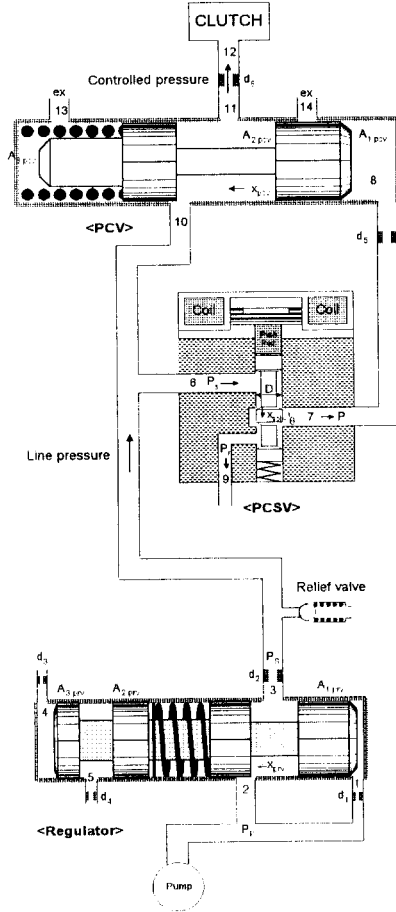 CLUTCH
12
Controlled pressure
d6
ex
13
11
ex
14
A2 pcv
A1 pcv
xpcv
8
<PCV>
10
d5
Coil
Coil
6 Ps
D
7 P
Pr
9
<PCSV>
Line pressure
Relief valve
d3
Ps
d2
3
A3 prv
A2 prv
A1 prv
4
5
xprv
1
d4
2
d1
<Regulator>
Pump